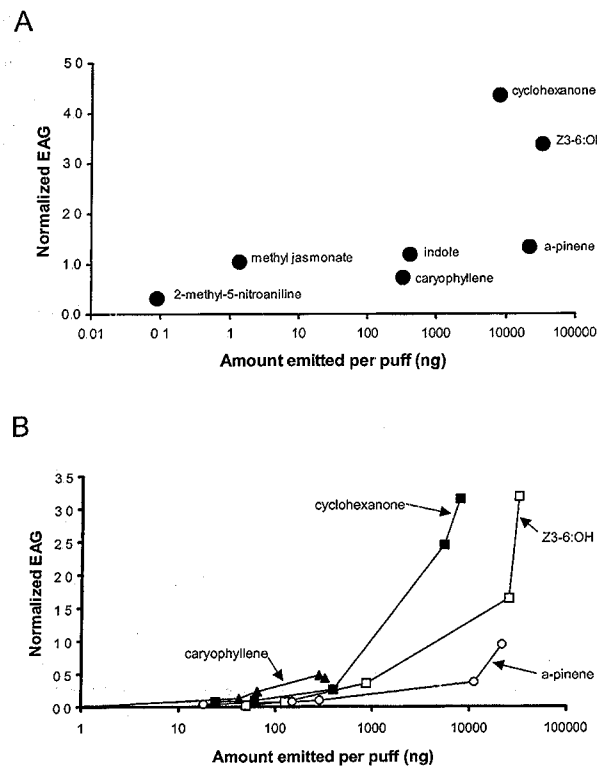 A
5 0
4.0
3 0
2 0
1.0
0.0
Normalized EAG
cyclohexanone
Z3-6:Ol
a-pinene
indole
caryophyllene
methyl jasmonate
2-methyl-5-nitroaniline
0.01
0 1
1
10
100
1000
10000
100000
Amount emitted per puff (ng)
B
3.5
3 0
2.5
2 0
1.5
1 0
0 5
0 0
Normalized EAG
cyclohexanone
Z3-6:OH
caryophyllene
a-pinene
1
10
100
1000
10000
100000
Amount emitted per puff (ng)